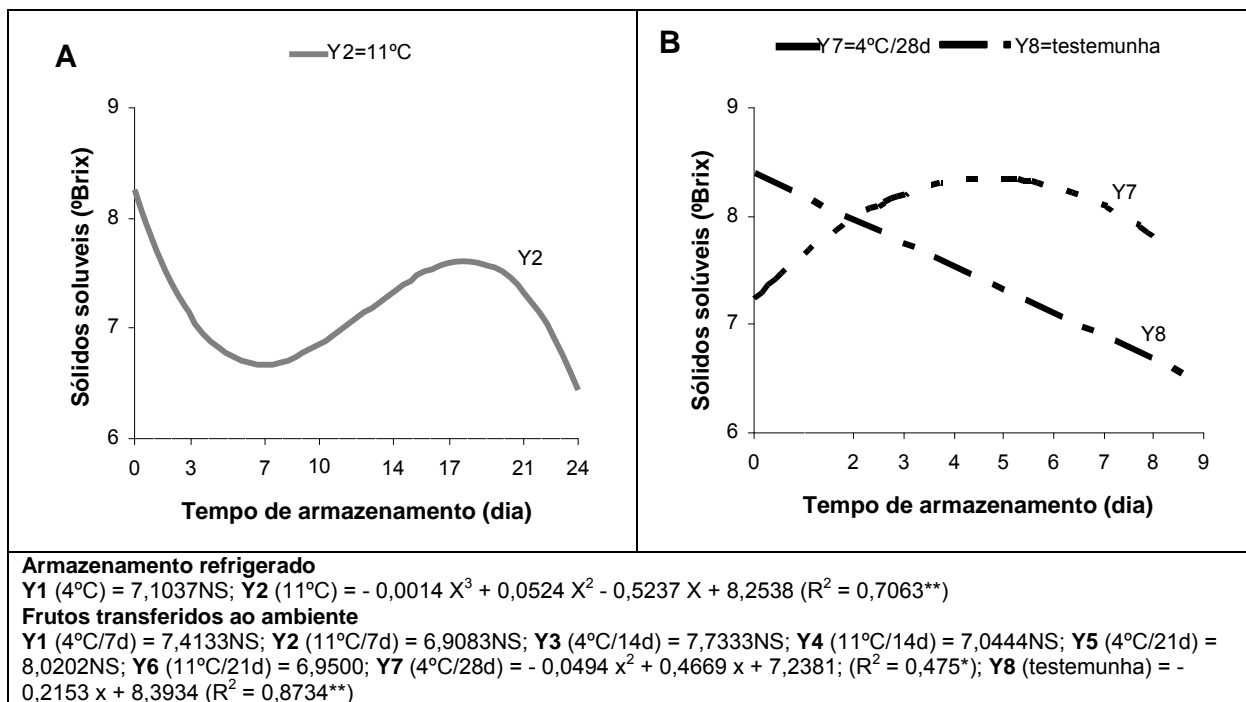 A
Y2=11ºC
Sólidos soluveis (ºBrix)
9
8
7
6
Y2
0 3 7 10 14 17 21 24
Tempo de armazenamento (dia)
B
Y7=4ºC/28d Y8=testemunha
Sólidos solúveis (ºBrix)
9
8
7
6
Y7
Y8
0 2 3 4 5 6 7 8 9
Tempo de armazenamento (dia)
Armazenamento refrigerado
Y1 (4ºC) = 7,1037NS; Y2 (11ºC) = - 0,0014 X³ + 0,0524 X² - 0,5237 X + 8,2538 (R² = 0,7063**)
Frutos transferidos ao ambiente
Y1 (4ºC/7d) = 7,4133NS; Y2 (11ºC/7d) = 6,9083NS; Y3 (4ºC/14d) = 7,7333NS; Y4 (11ºC/14d) = 7,0444NS; Y5 (4ºC/21d) =
8,0202NS; Y6 (11ºC/21d) = 6,9500; Y7 (4ºC/28d) = - 0,0494 x² + 0,4669 x + 7,2381; (R² = 0,475*); Y8 (testemunha) = -
0,2153 x + 8,3934 (R² = 0,8734**)